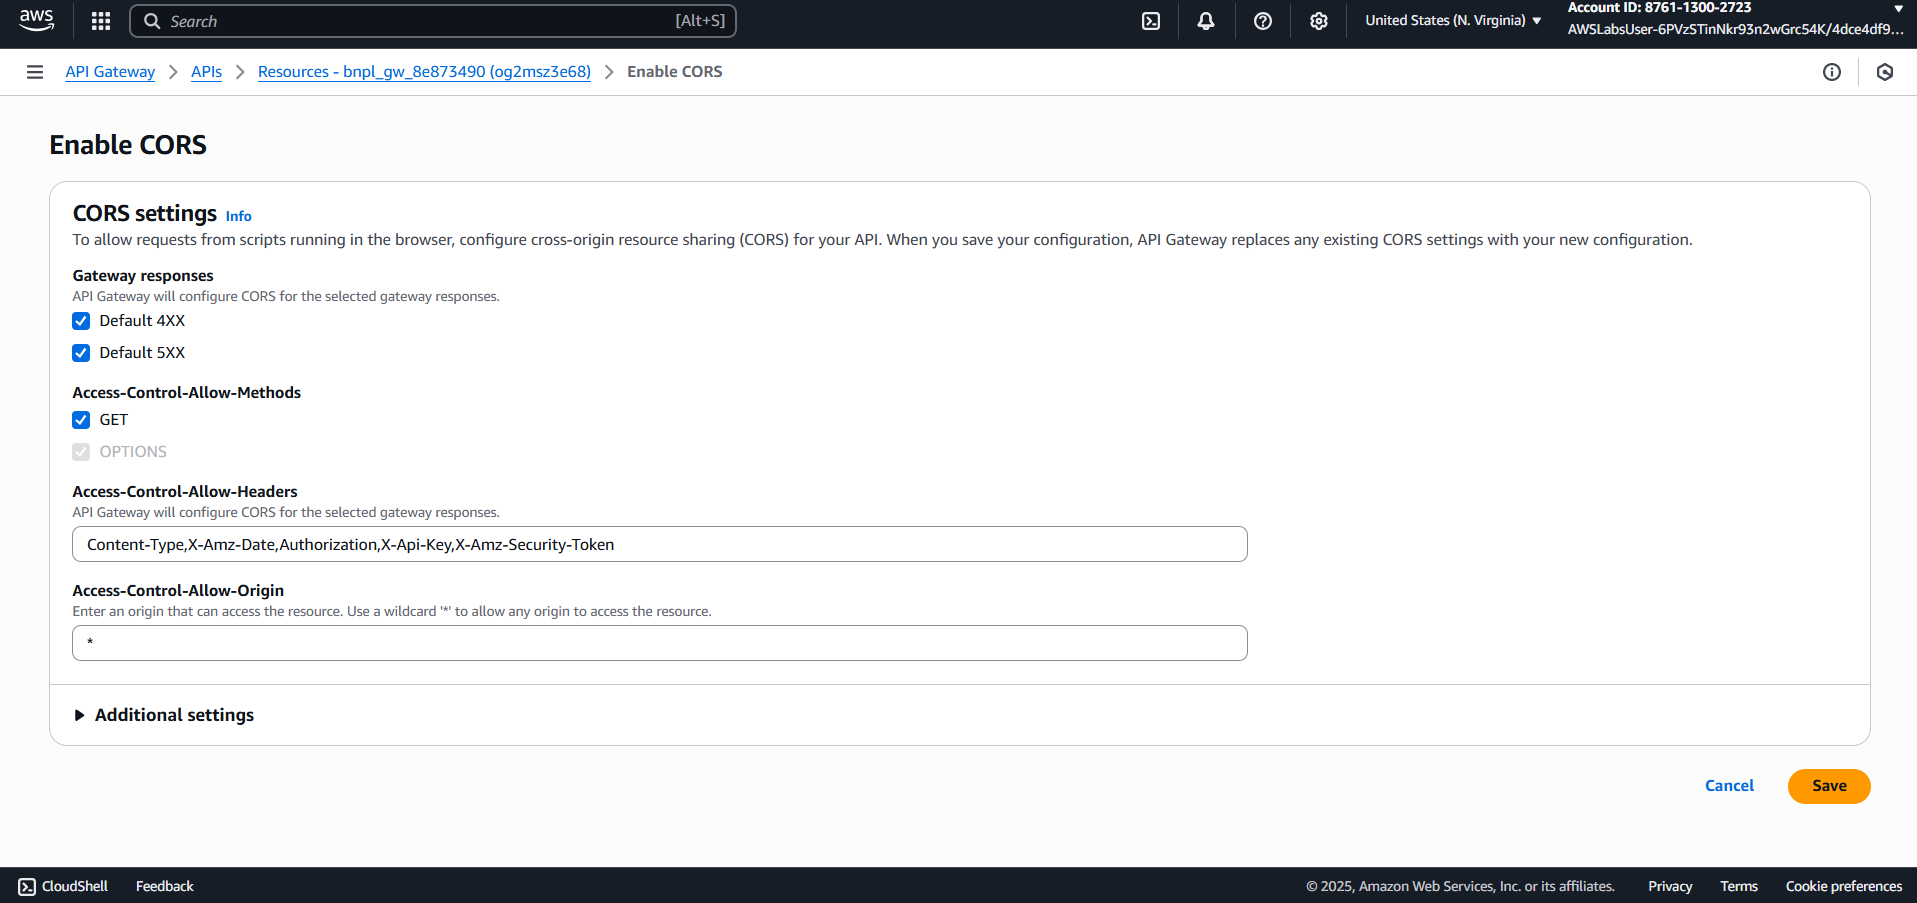 aws
Search [Alt+S]
United States (N. Virginia)
Account ID: 8761-1300-2723
AWSLabsUser-6PVzSTinNkr93n2wGrc54K/4dce4df9...
API Gateway > APIs > Resources - bnpl_gw_8e873490 (og2msz3e68) > Enable CORS
Enable CORS
CORS settings Info
To allow requests from scripts running in the browser, configure cross-origin resource sharing (CORS) for your API. When you save your configuration, API Gateway replaces any existing CORS settings with your new configuration.
Gateway responses
API Gateway will configure CORS for the selected gateway responses.
Default 4XX
Default 5XX
Access-Control-Allow-Methods
GET
OPTIONS
Access-Control-Allow-Headers
API Gateway will configure CORS for the selected gateway responses.
Content-Type,X-Amz-Date,Authorization,X-Api-Key,X-Amz-Security-Token
Access-Control-Allow-Origin
Enter an origin that can access the resource. Use a wildcard '*' to allow any origin to access the resource.
*
Additional settings
Cancel Save
CloudShell Feedback © 2025, Amazon Web Services, Inc. or its affiliates. Privacy Terms Cookie preferences